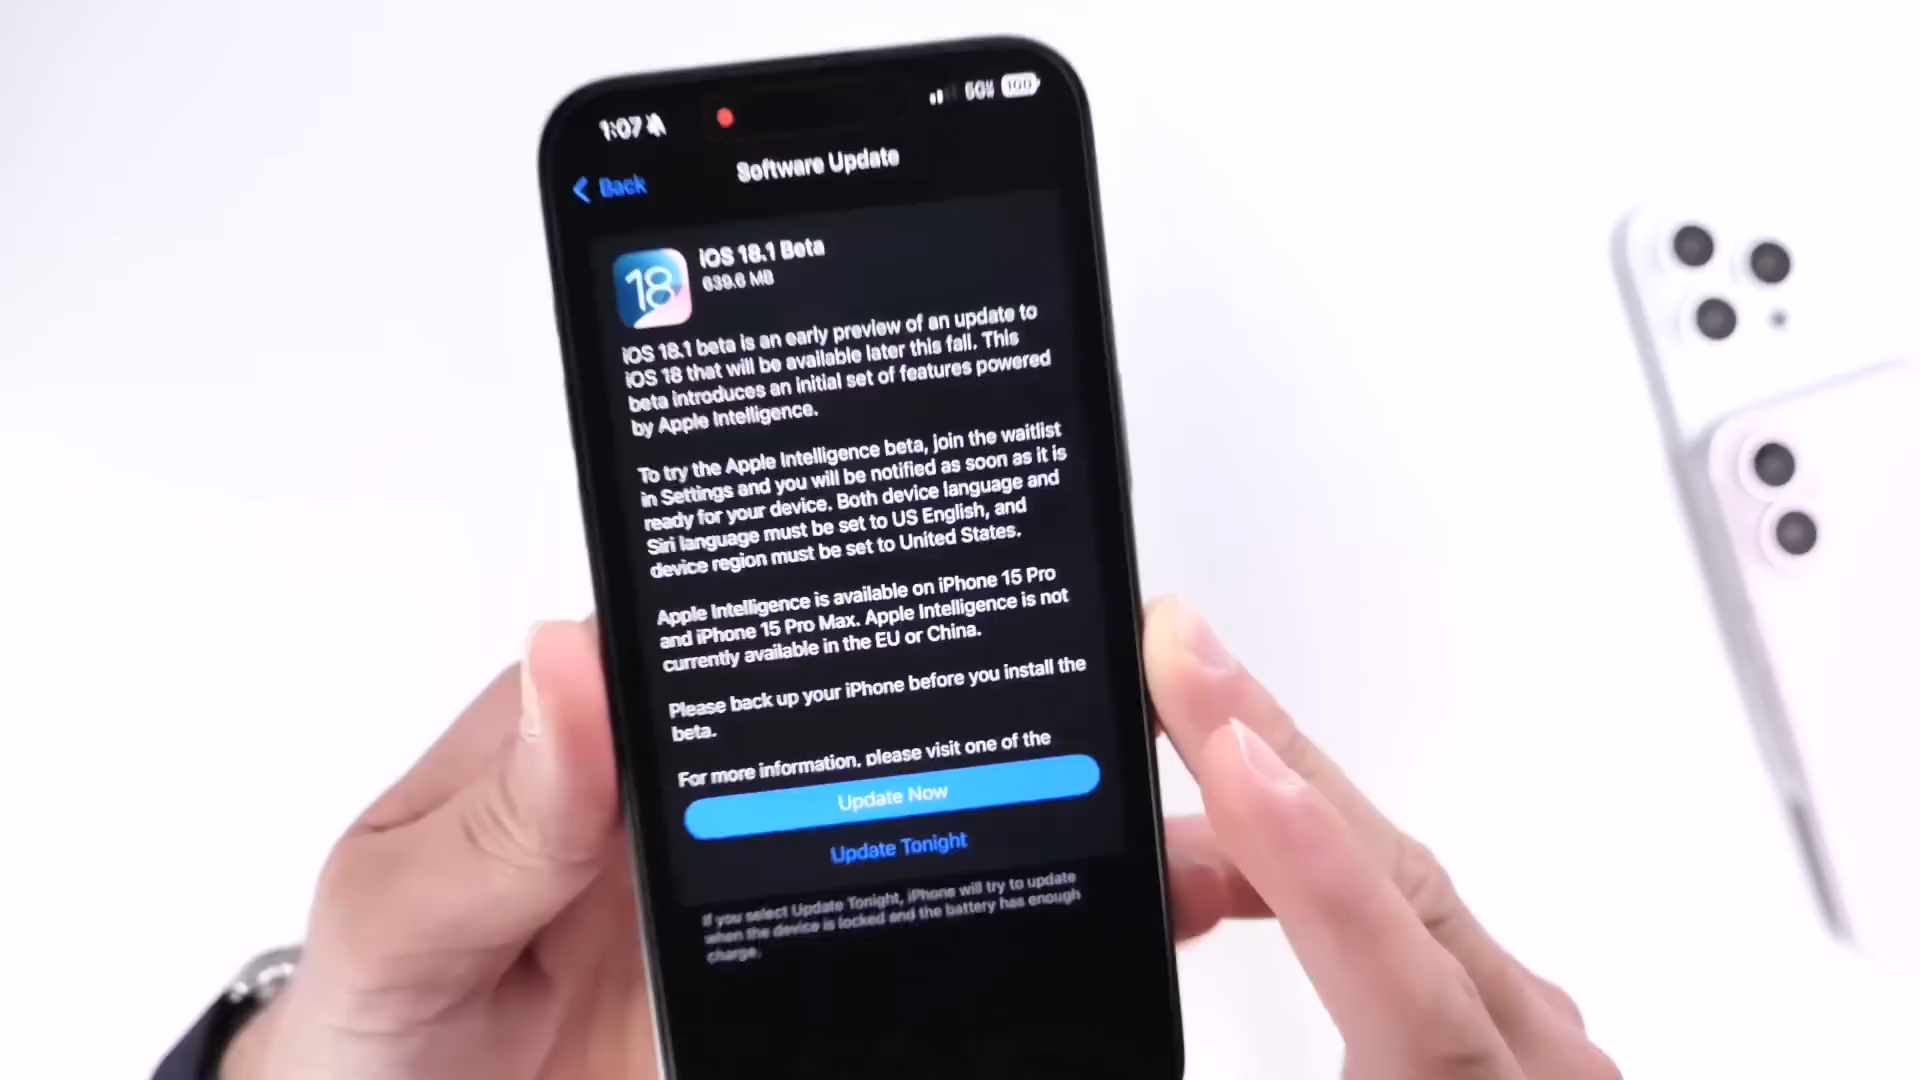 1:07
5G
100
Back
Software Update
18
iOS 18.1 Beta
639.6 MB
iOS 18.1 beta is an early preview of an update to
iOS 18 that will be available later this fall. This
beta introduces an initial set of features powered
by Apple Intelligence.
To try the Apple Intelligence beta, join the waitlist
in Settings and you will be notified as soon as it is
ready for your device. Both device language and
Siri language must be set to US English, and
device region must be set to United States.
Apple Intelligence is available on iPhone 15 Pro
and iPhone 15 Pro Max. Apple Intelligence is not
currently available in the EU or China.
Please back up your iPhone before you install the
beta.
For more information, please visit one of the
Update Now
Update Tonight
If you select Update Tonight, iPhone will try to update
when the device is locked and the battery has enough
charge.